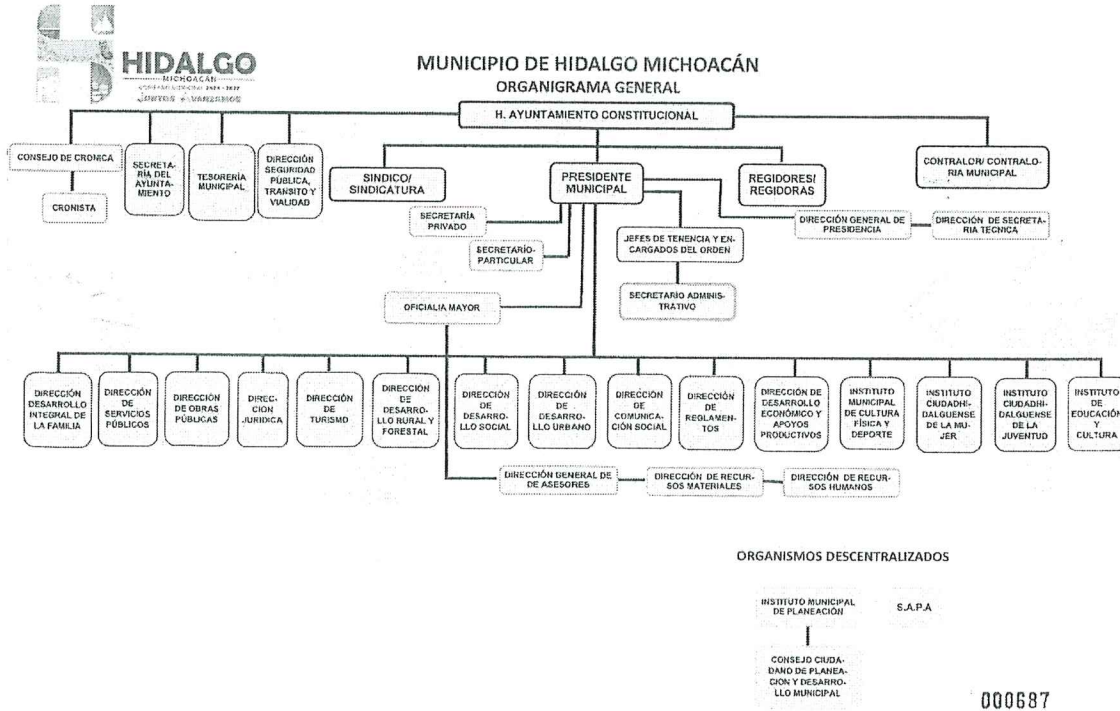 HIDALGO
MICHOACÁN
MUNICIPIO DE HIDALGO MICHOACÁN
ORGANIGRAMA GENERAL
H. AYUNTAMIENTO CONSTITUCIONAL
CONSEJO DE CRONICA
CRONISTA
SECRETA-
RÍA DEL
AYUNTA-
MIENTO
TESORERÍA
MUNICIPAL
DIRECCIÓN
SEGURIDAD
PÚBLICA,
TRÁNSITO Y
VIALIDAD
SINDICO/
SINDICATURA
PRESIDENTE
MUNICIPAL
REGIDORES/
REGIDORAS
CONTRALOR/ CONTRALO-
RIA MUNICIPAL
SECRETARÍA
PRIVADO
SECRETARÍO-
PARTICULAR
JEFES DE TENENCIA Y EN-
CARGADOS DEL ORDEN
SECRETARIO ADMINIS-
TRATIVO
DIRECCIÓN GENERAL DE
PRESIDENCIA
DIRECCIÓN DE SECRETA-
RIA TECNICA
OFICIALIA MAYOR
DIRECCIÓN
DESARROLLO
INTEGRAL DE
LA FAMILIA
DIRECCIÓN
DE
SERVICIOS
PÚBLICOS
DIRECCIÓN
DE OBRAS
PÚBLICAS
DIREC-
CION
JURIDICA
DIRECCIÓN
DE
TURISMO
DIRECCIÓN
DE
DESARRO-
LLO RURAL Y
FORESTAL
DIRECCIÓN
DE
DESARRO-
LLO SOCIAL
DIRECCIÓN
DE
DESARRO-
LLO URBANO
DIRECCIÓN
DE
COMUNICA-
CIÓN SOCIAL
DIRECCIÓN
DE
REGLAMEN-
TOS
DIRECCIÓN DE
DESARROLLO
ECONÓMICO Y
APOYOS
PRODUCTIVOS
INSTITUTO
MUNICIPAL
DE CULTURA
FÍSICA Y
DEPORTE
INSTITUTO
CIUDADHI-
DALGUENSE
DE LA MU-
JER
INSTITUTO
CIUDADHI-
DALGUENSE
DE LA
JUVENTUD
INSTITUTO
DE
EDUCACIÓN
Y
CULTURA
DIRECCIÓN GENERAL DE
DE ASESORES
DIRECCIÓN DE RECUR-
SOS MATERIALES
DIRECCIÓN DE RECUR-
SOS HUMANOS
ORGANISMOS DESCENTRALIZADOS
INSTITUTO MUNICIPAL
DE PLANEACIÓN
S.A.P.A
CONSEJO CIUDA-
DANO DE PLANEA-
CION Y DESARRO-
LLO MUNICIPAL
000687